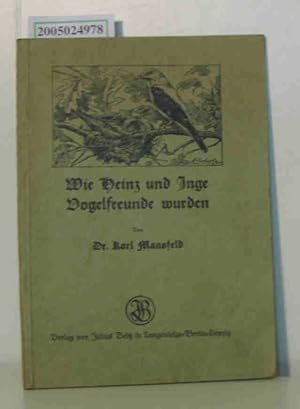 2005024978
Wie Heinz und Inge
Vogelfreunde wurden
Von
Dr. Karl Mansfeld
JB
Verlag von Julius Beltz in Langensalza-Berlin-Leipzig